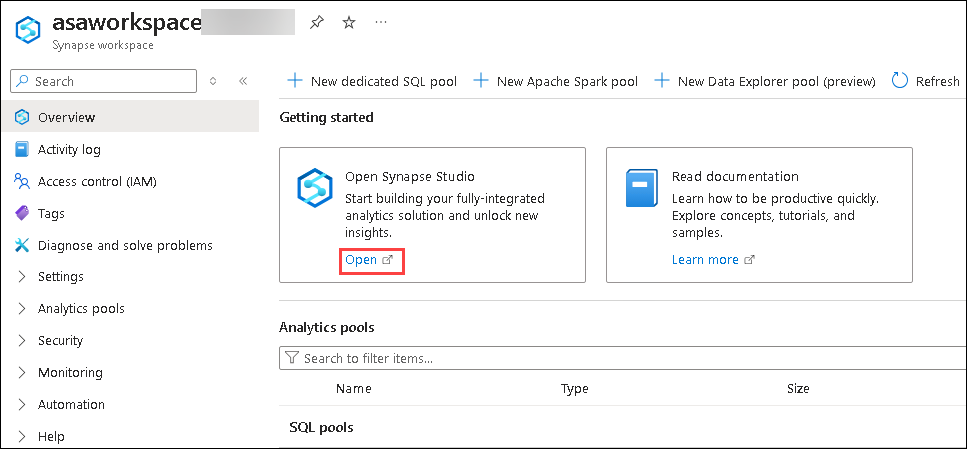 asaworkspace
Synapse workspace
Search
Overview
Activity log
Access control (IAM)
Tags
Diagnose and solve problems
Settings
Analytics pools
Security
Monitoring
Automation
Help
New dedicated SQL pool
New Apache Spark pool
New Data Explorer pool (preview)
Refresh
Getting started
Open Synapse Studio
Start building your fully-integrated
analytics solution and unlock new
insights.
Open
Read documentation
Learn how to be productive quickly.
Explore concepts, tutorials, and
samples.
Learn more
Analytics pools
Search to filter items...
Name
Type
Size
SQL pools